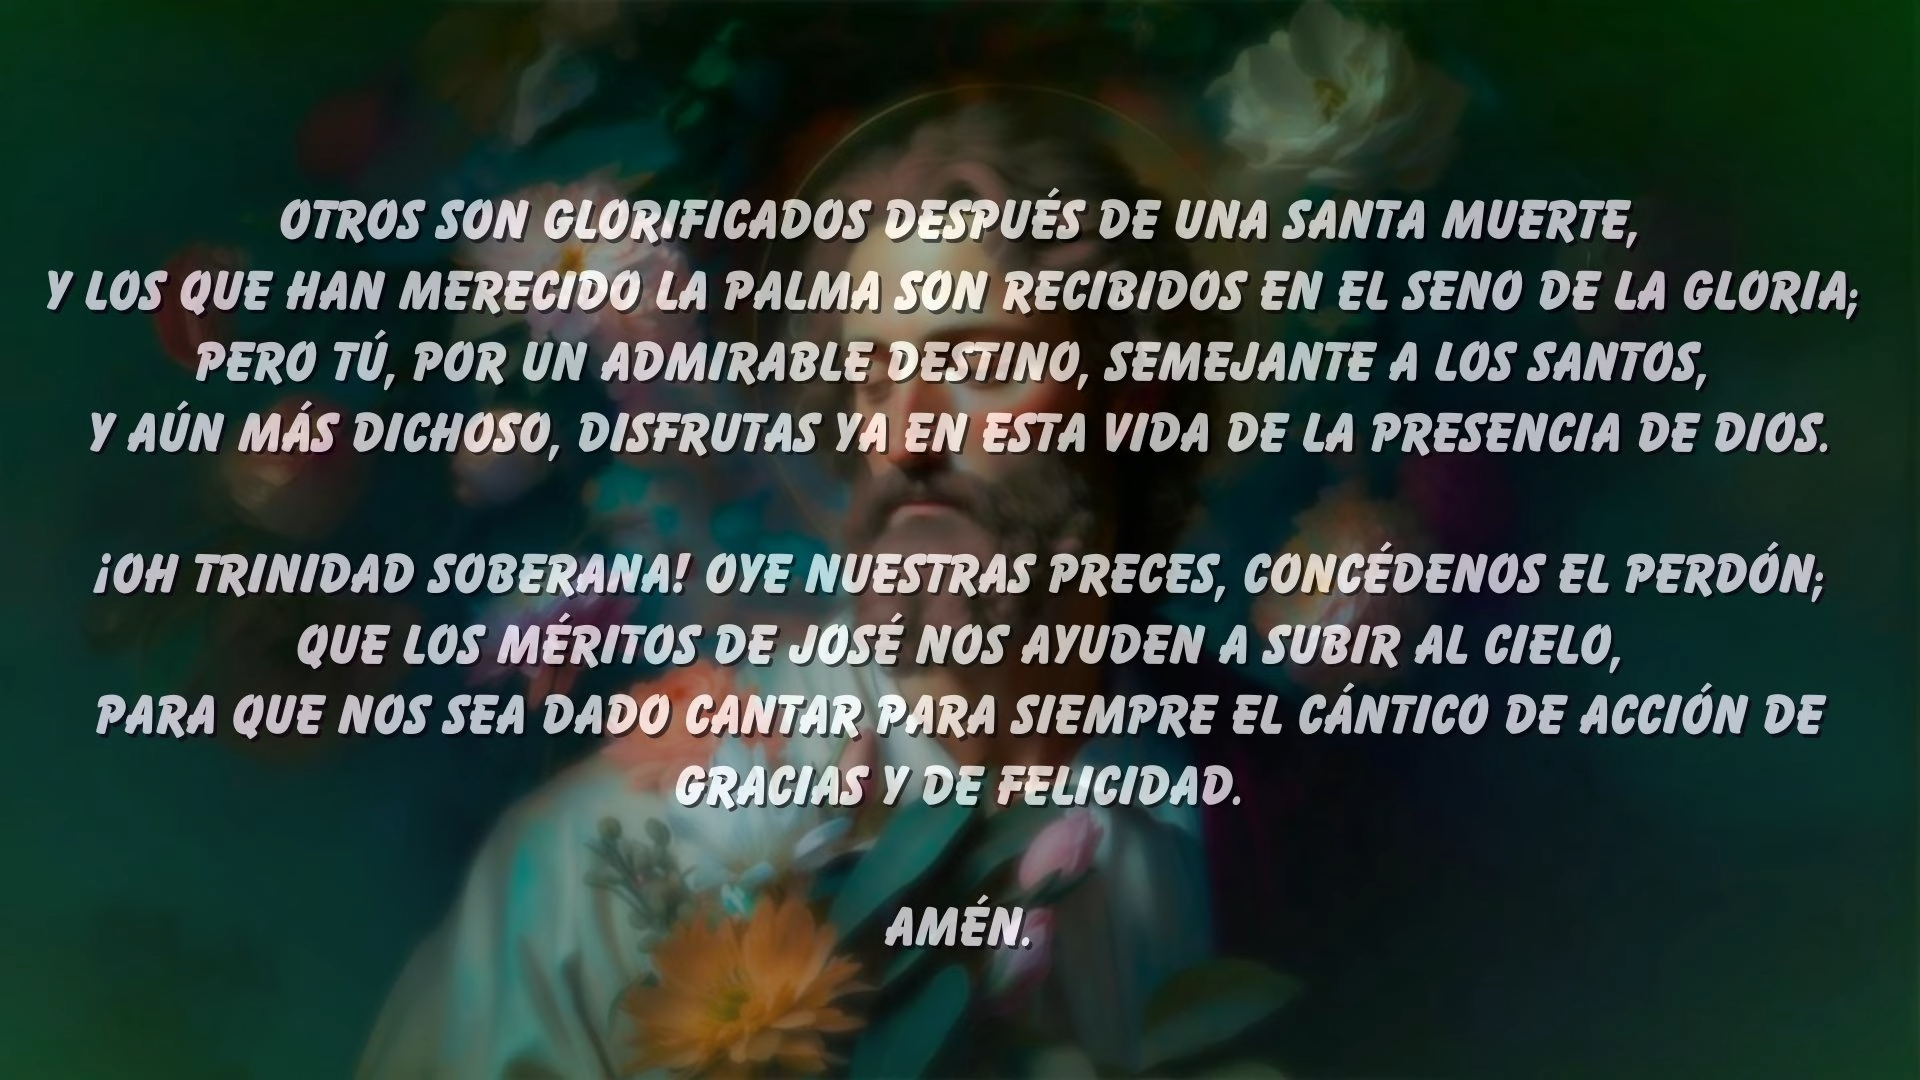 OTROS SON GLORIFICADOS DESPUÉS DE UNA SANTA MUERTE,
Y LOS QUE HAN MERECIDO LA PALMA SON RECIBIDOS EN EL SENO DE LA GLORIA;
PERO TÚ, POR UN ADMIRABLE DESTINO, SEMEJANTE A LOS SANTOS,
Y AÚN MÁS DICHOSO, DISFRUTAS YA EN ESTA VIDA DE LA PRESENCIA DE DIOS.
¡OH TRINIDAD SOBERANA! OYE NUESTRAS PRECES, CONCÉDENOS EL PERDÓN;
QUE LOS MÉRITOS DE JOSÉ NOS AYUDEN A SUBIR AL CIELO,
PARA QUE NOS SEA DADO CANTAR PARA SIEMPRE EL CÁNTICO DE ACCIÓN DE
GRACIAS Y DE FELICIDAD.
AMÉN.